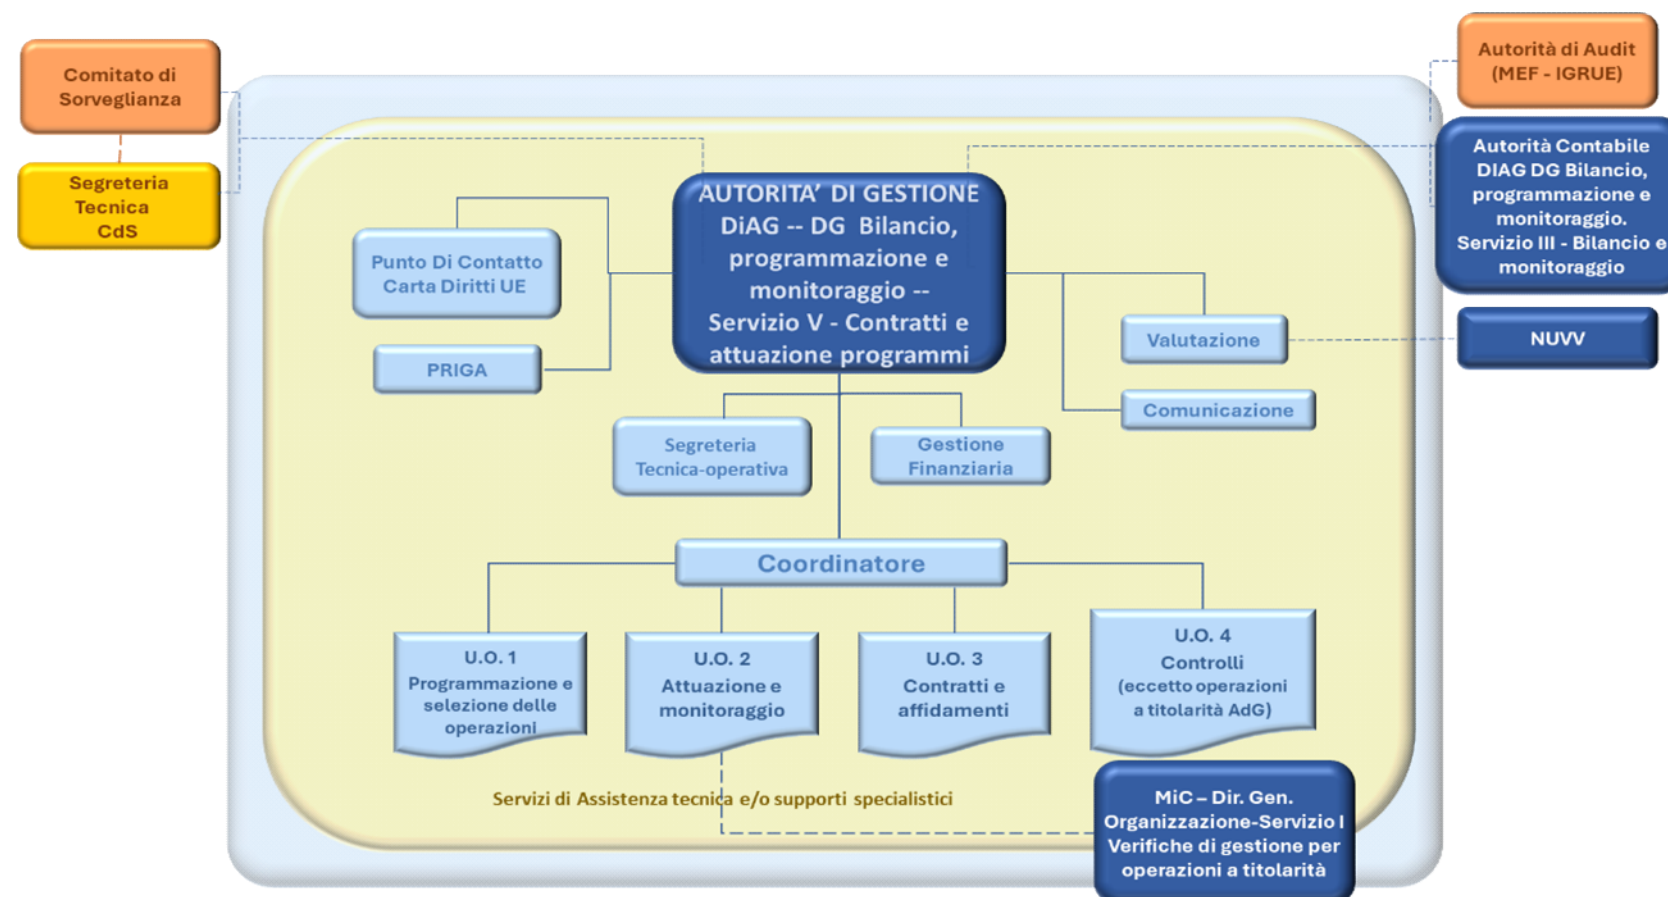 Comitato di
Sorveglianza
Segreteria
Tecnica
CdS
Autorità di Audit
(MEF - IGRUE)
Autorità Contabile
DIAG DG Bilancio,
programmazione e
monitoraggio.
Servizio III - Bilancio e
monitoraggio
NUVV
AUTORITA’ DI GESTIONE
DiAG -- DG Bilancio,
programmazione e
monitoraggio --
Servizio V - Contratti e
attuazione programmi
Punto Di Contatto
Carta Diritti UE
PRIGA
Valutazione
Comunicazione
Segreteria
Tecnica-operativa
Gestione
Finanziaria
Coordinatore
U.O. 1
Programmazione e
selezione delle
operazioni
U.O. 2
Attuazione e
monitoraggio
U.O. 3
Contratti e
affidamenti
U.O. 4
Controlli
(eccetto operazioni
a titolarità AdG)
Servizi di Assistenza tecnica e/o supporti specialistici
MiC – Dir. Gen.
Organizzazione-Servizio I
Verifiche di gestione per
operazioni a titolarità